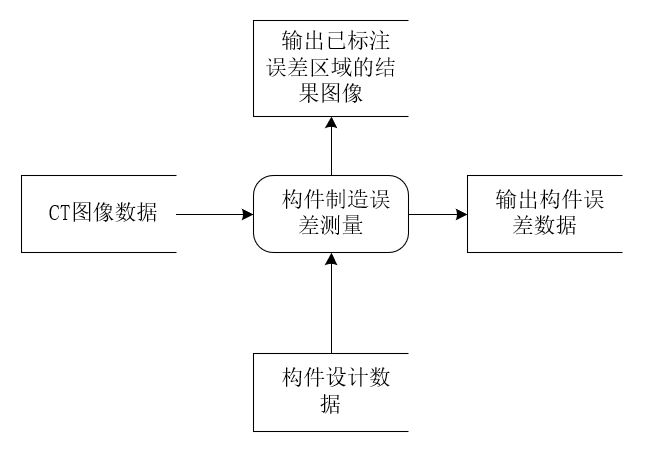 输出已标注
误差区域的结
果图像
CT图像数据
构件制造误
差测量
输出构件误
差数据
构件设计数
据